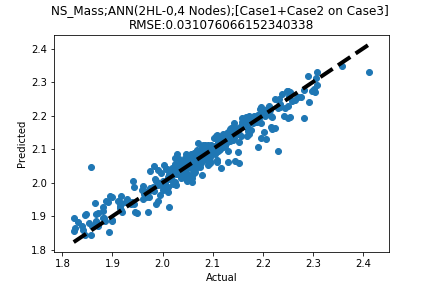 NS_Mass;ANN(2HL-0,4 Nodes);[Case1+Case2 on Case3]
RMSE:0.031076066152340338
2.4
2.3
2.2
2.1
2.0
1.9
1.8
Predicted
1.8 1.9 2.0 2.1 2.2 2.3 2.4
Actual